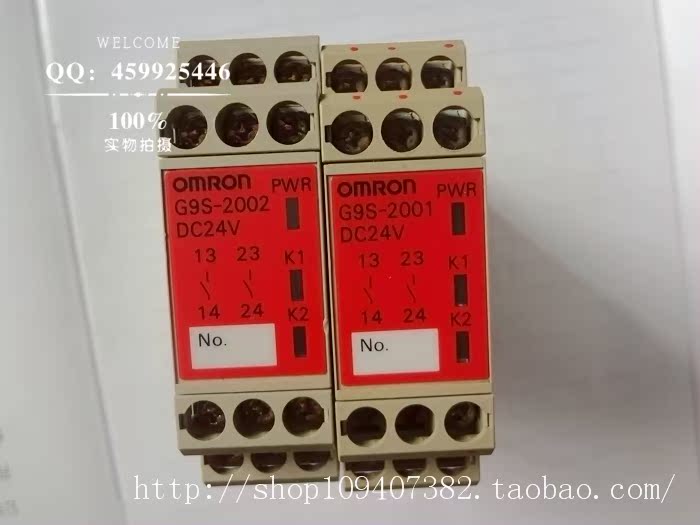 WELCOME
QQ：459925446
100%
实物拍摄
OMRON
PWR
G9S-2002
DC24V
13 23
K1
14 24
K2
No.
OMRON
PWR
G9S-2001
DC24V
13 23
K1
14 24
K2
No.
http://shop109407382.taobao.com/